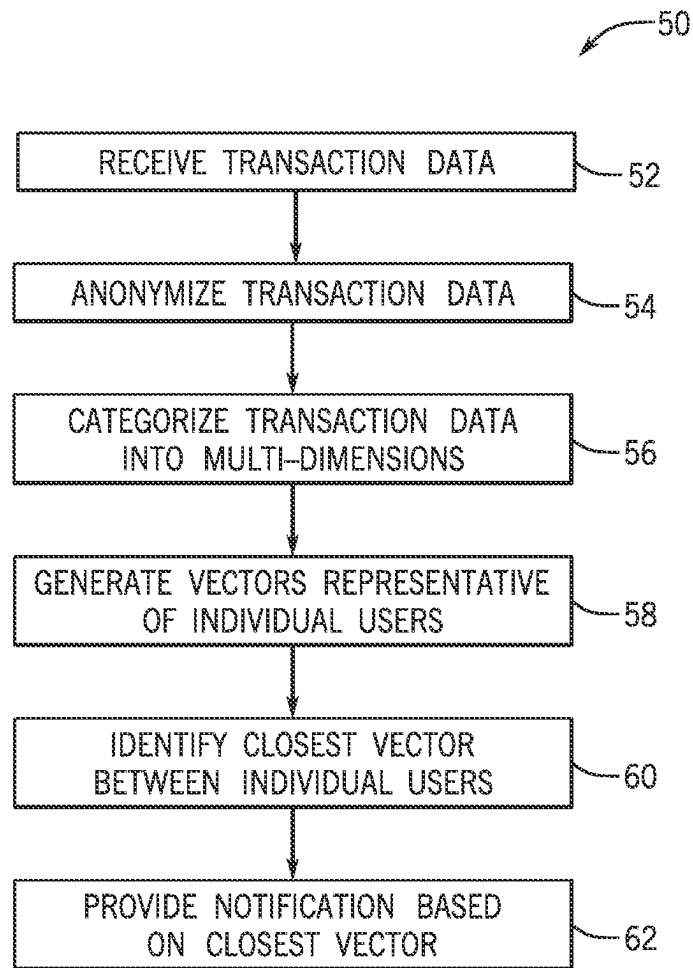 50
RECEIVE TRANSACTION DATA
52
ANONYMIZE TRANSACTION DATA
54
CATEGORIZE TRANSACTION DATA
INTO MULTI-DIMENSIONS
56
GENERATE VECTORS REPRESENTATIVE
OF INDIVIDUAL USERS
58
IDENTIFY CLOSEST VECTOR
BETWEEN INDIVIDUAL USERS
60
PROVIDE NOTIFICATION BASED
ON CLOSEST VECTOR
62